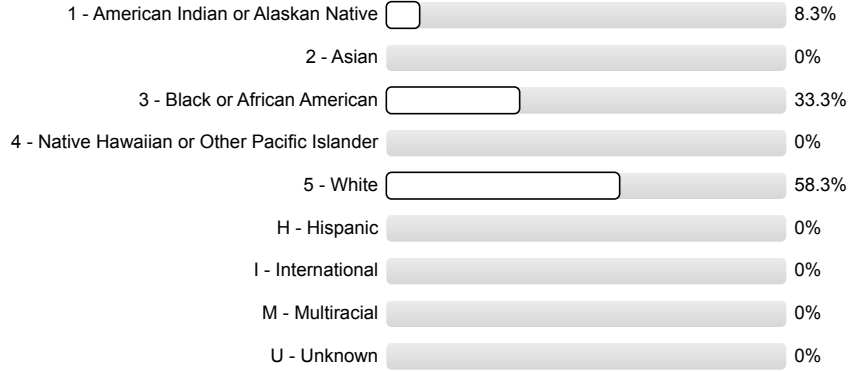 1 - American Indian or Alaskan Native 8.3%
2 - Asian 0%
3 - Black or African American 33.3%
4 - Native Hawaiian or Other Pacific Islander 0%
5 - White 58.3%
H - Hispanic 0%
I - International 0%
M - Multiracial 0%
U - Unknown 0%